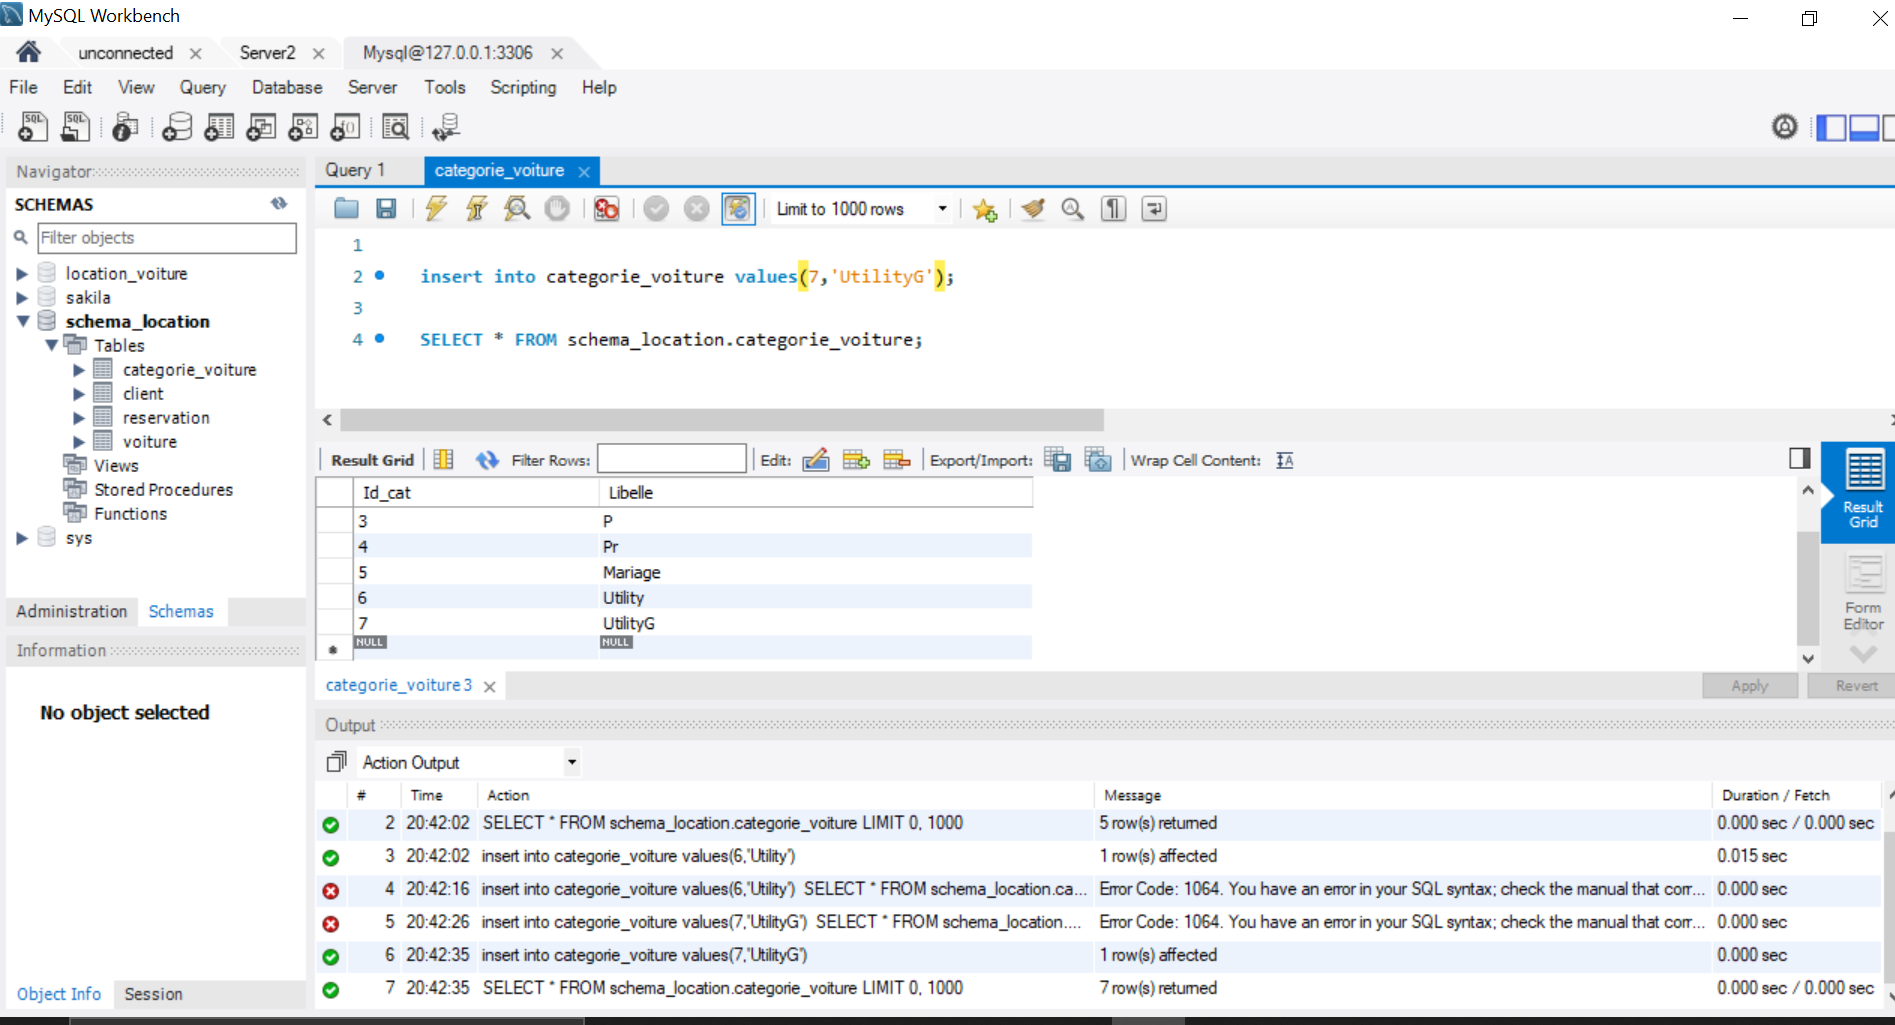 MySQL Workbench
unconnected
Server2
Mysql@127.0.0.1:3306
File Edit View Query Database Server Tools Scripting Help
Navigator
SCHEMAS
Filter objects
location_voiture
sakila
schema_location
Tables
categorie_voiture
client
reservation
voiture
Views
Stored Procedures
Functions
sys
Administration Schemas
Information
No object selected
Object Info Session
Query 1
categorie_voiture
Limit to 1000 rows
1
2 insert into categorie_voiture values(7,'UtilityG');
3
4 SELECT * FROM schema_location.categorie_voiture;
Result Grid Filter Rows: Edit: Export/Import: Wrap Cell Content:
Id_cat Libelle
3 P
4 Pr
5 Mariage
6 Utility
7 UtilityG
NULL NULL
Result
Grid
Form
Editor
categorie_voiture 3
Apply Revert
Output
Action Output
# Time Action Message Duration / Fetch
2 20:42:02 SELECT * FROM schema_location.categorie_voiture LIMIT 0, 1000 5 row(s) returned 0.000 sec / 0.000 sec
3 20:42:02 insert into categorie_voiture values(6,'Utility') 1 row(s) affected 0.015 sec
4 20:42:16 insert into categorie_voiture values(6,'Utility') SELECT * FROM schema_location.ca... Error Code: 1064. You have an error in your SQL syntax; check the manual that corr... 0.000 sec
5 20:42:26 insert into categorie_voiture values(7,'UtilityG') SELECT * FROM schema_location.... Error Code: 1064. You have an error in your SQL syntax; check the manual that corr... 0.000 sec
6 20:42:35 insert into categorie_voiture values(7,'UtilityG') 1 row(s) affected 0.000 sec
7 20:42:35 SELECT * FROM schema_location.categorie_voiture LIMIT 0, 1000 7 row(s) returned 0.000 sec / 0.000 sec